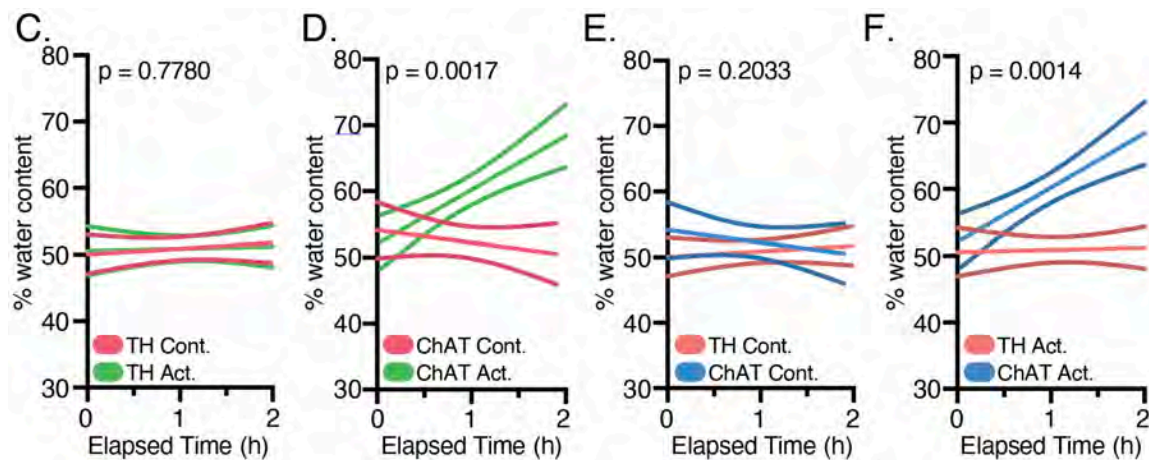 C.
% water content
80
70
60
50
40
30
p = 0.7780
TH Cont.
TH Act.
0
1
2
Elapsed Time (h)
D.
% water content
80
70
60
50
40
30
p = 0.0017
ChAT Cont.
ChAT Act.
0
1
2
Elapsed Time (h)
E.
% water content
80
70
60
50
40
30
p = 0.2033
TH Cont.
ChAT Cont.
0
1
2
Elapsed Time (h)
F.
% water content
80
70
60
50
40
30
p = 0.0014
TH Act.
ChAT Act.
0
1
2
Elapsed Time (h)